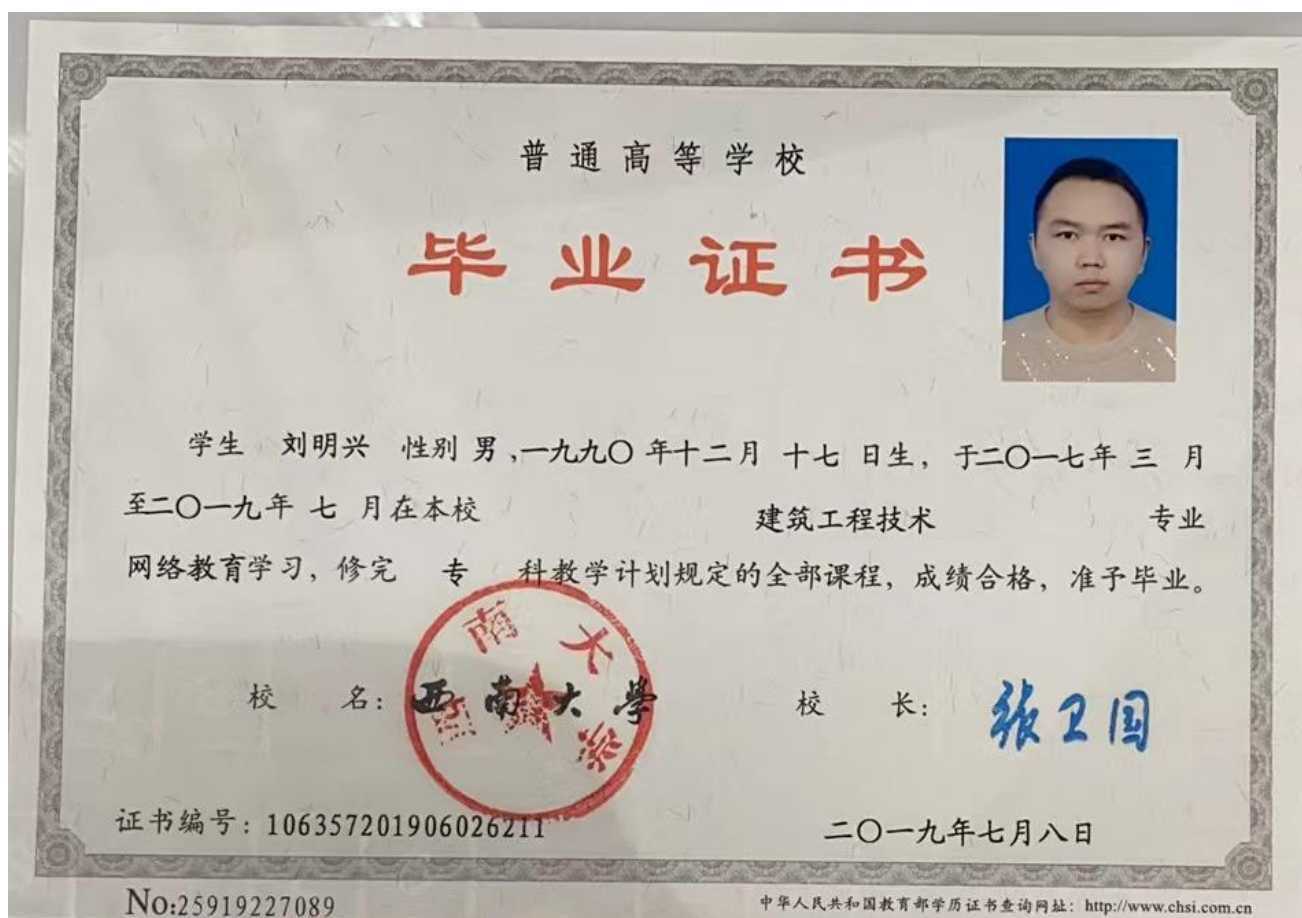 普通高等学校
毕业证书
学生 刘明兴 性别 男,一九九〇年十二月 十七 日生，于二〇一七年 三 月
至二〇一九年 七 月在本校 建筑工程技术 专业
网络教育学习，修完 专 科教学计划规定的全部课程，成绩合格，准予毕业。
校 名：西南大學 校 长：张卫国
西南大学
证书编号：106357201906026211 二〇一九年七月八日
No:25919227089 中华人民共和国教育部学历证书查询网址：http://www.chsi.com.cn